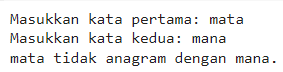 Masukkan kata pertama: mata
Masukkan kata kedua: mana
mata tidak anagram dengan mana.